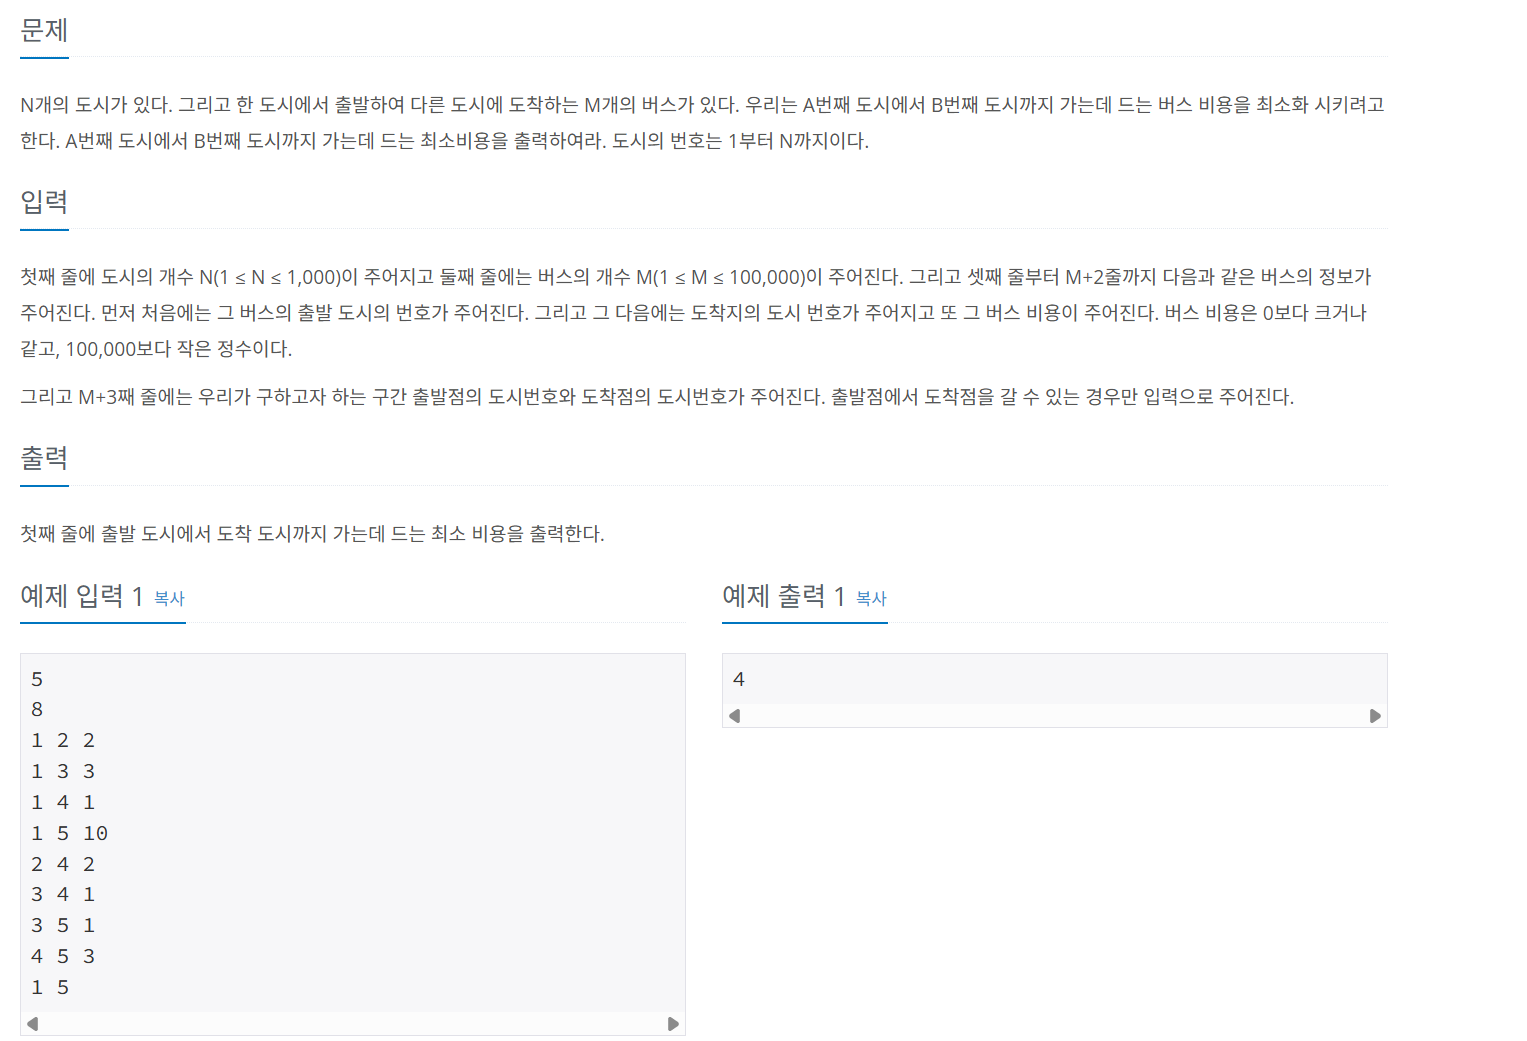 문제
N개의 도시가 있다. 그리고 한 도시에서 출발하여 다른 도시에 도착하는 M개의 버스가 있다. 우리는 A번째 도시에서 B번째 도시까지 가는데 드는 버스 비용을 최소화 시키려고
한다. A번째 도시에서 B번째 도시까지 가는데 드는 최소비용을 출력하여라. 도시의 번호는 1부터 N까지이다.
입력
첫째 줄에 도시의 개수 N(1 ≤ N ≤ 1,000)이 주어지고 둘째 줄에는 버스의 개수 M(1 ≤ M ≤ 100,000)이 주어진다. 그리고 셋째 줄부터 M+2줄까지 다음과 같은 버스의 정보가
주어진다. 먼저 처음에는 그 버스의 출발 도시의 번호가 주어진다. 그리고 그 다음에는 도착지의 도시 번호가 주어지고 또 그 버스 비용이 주어진다. 버스 비용은 0보다 크거나
같고, 100,000보다 작은 정수이다.
그리고 M+3째 줄에는 우리가 구하고자 하는 구간 출발점의 도시번호와 도착점의 도시번호가 주어진다. 출발점에서 도착점을 갈 수 있는 경우만 입력으로 주어진다.
출력
첫째 줄에 출발 도시에서 도착 도시까지 가는데 드는 최소 비용을 출력한다.
예제 입력 1 복사
5
8
1 2 2
1 3 3
1 4 1
1 5 10
2 4 2
3 4 1
3 5 1
4 5 3
1 5
예제 출력 1 복사
4